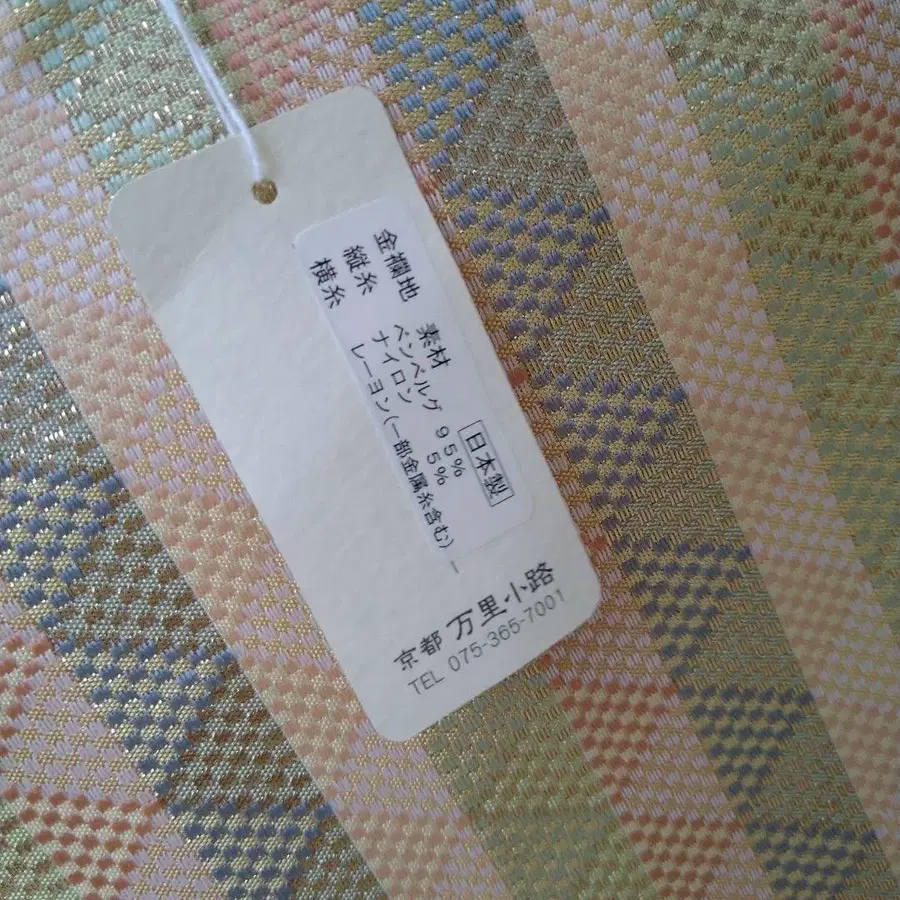 金襴地　素材
縦糸　ベンベルグ　95%
ナイロン　5%
横糸　レーヨン(一部金属糸含む)
日本製
京都 万里小路
TEL 075-365-7001